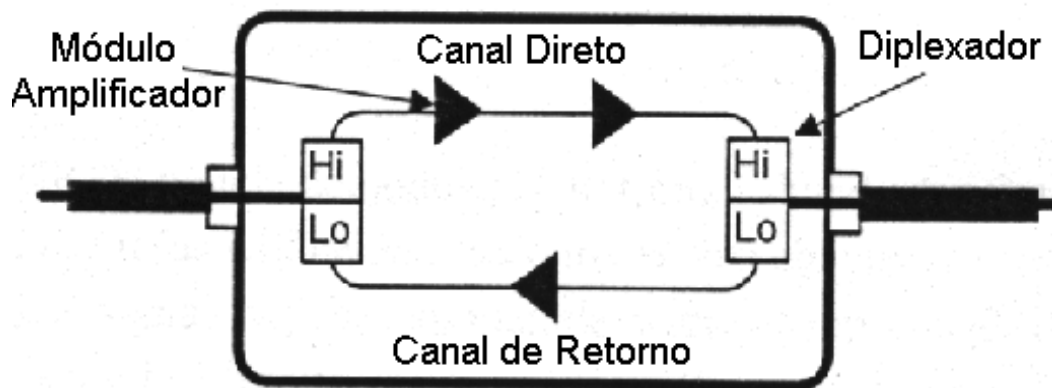 Módulo
Amplificador
Canal Direto
Diplexador
Hi
Lo
Hi
Lo
Canal de Retorno